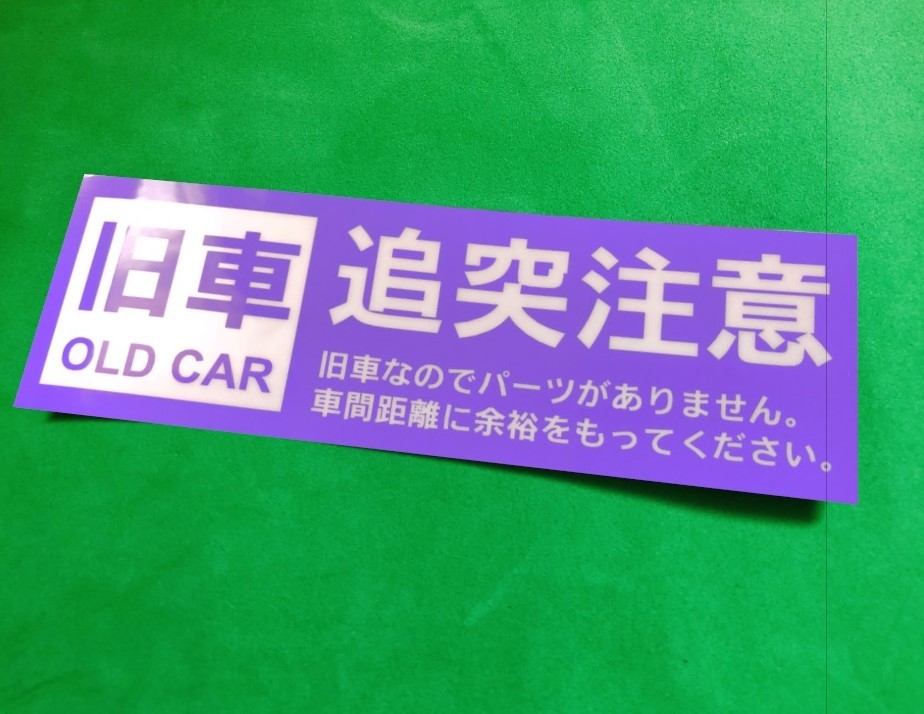 旧車
OLD CAR
追突注意
旧車なのでパーツがありません。
車間距離に余裕をもってください。